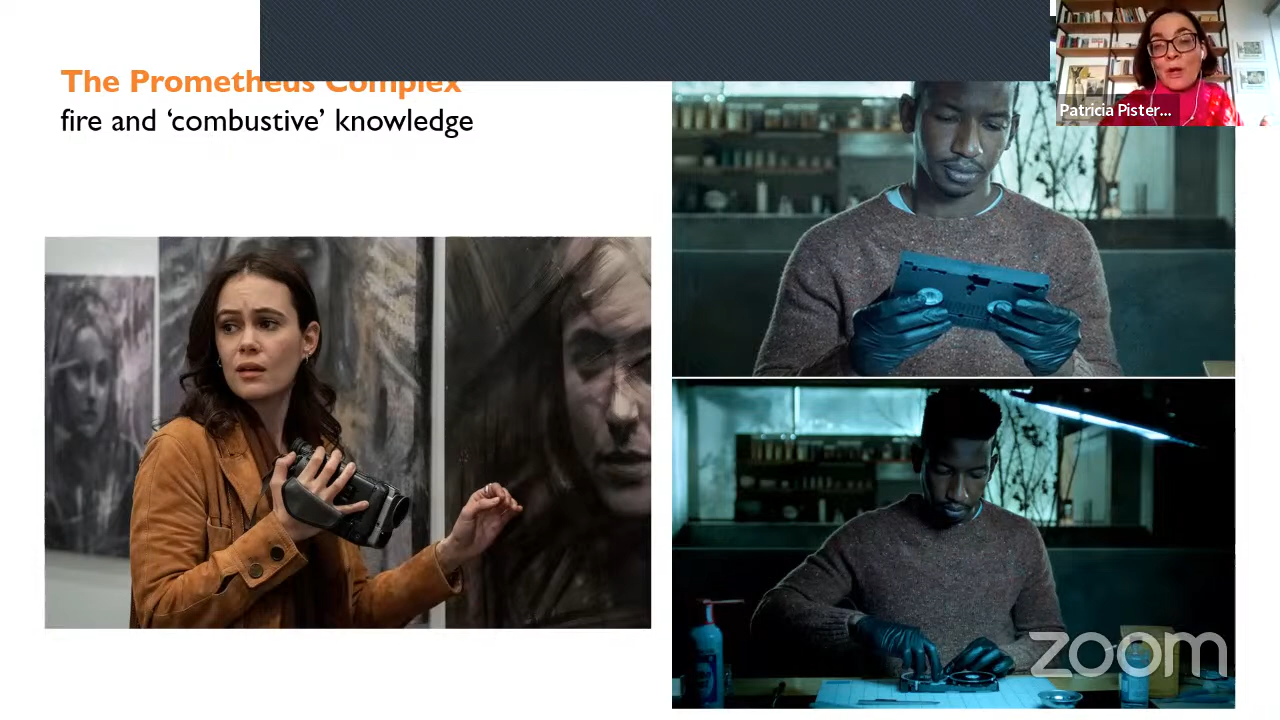 The Prometheus Complex
fire and ‘combustive’ knowledge
Patricia Pister...
zoom